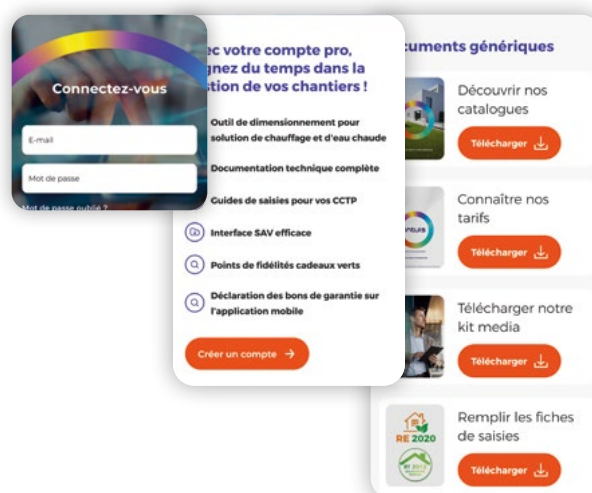 Connectez-vous
E-mail
Mot de passe
Mot de passe oublié ?
votre compte pro,
du temps dans la
de vos chantiers !
Outil de dimensionnement pour
solution de chauffage et d'eau chaude
Documentation technique complète
Guides de saisies pour vos CCTP
Interface SAV efficace
Points de fidélités cadeaux verts
Déclaration des bons de garantie sur
l'application mobile
Créer un compte
génériques
Découvrir nos
catalogues
Télécharger
Connaître nos
tarifs
Télécharger
Télécharger notre
kit media
Télécharger
RE 2020
RT 2012
Remplir les fiches
de saisies
Télécharger